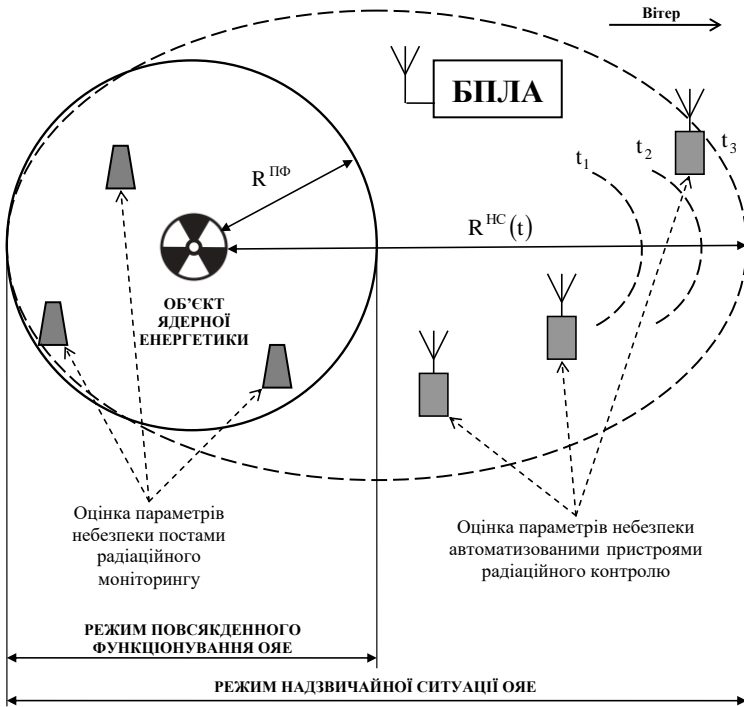 Вітер
БПЛА
t₁
t₂
t₃
R^ПФ
R^НС(t)
ОБ’ЄКТ
ЯДЕРНОЇ
ЕНЕРГЕТИКИ
Оцінка параметрів
небезпеки постами
радіаційного
моніторингу
Оцінка параметрів небезпеки
автоматизованими пристроями
радіаційного контролю
РЕЖИМ ПОВСЯКДЕННОГО
ФУНКЦІОНУВАННЯ ОЯЕ
РЕЖИМ НАДЗВИЧАЙНОЇ СИТУАЦІЇ ОЯЕ